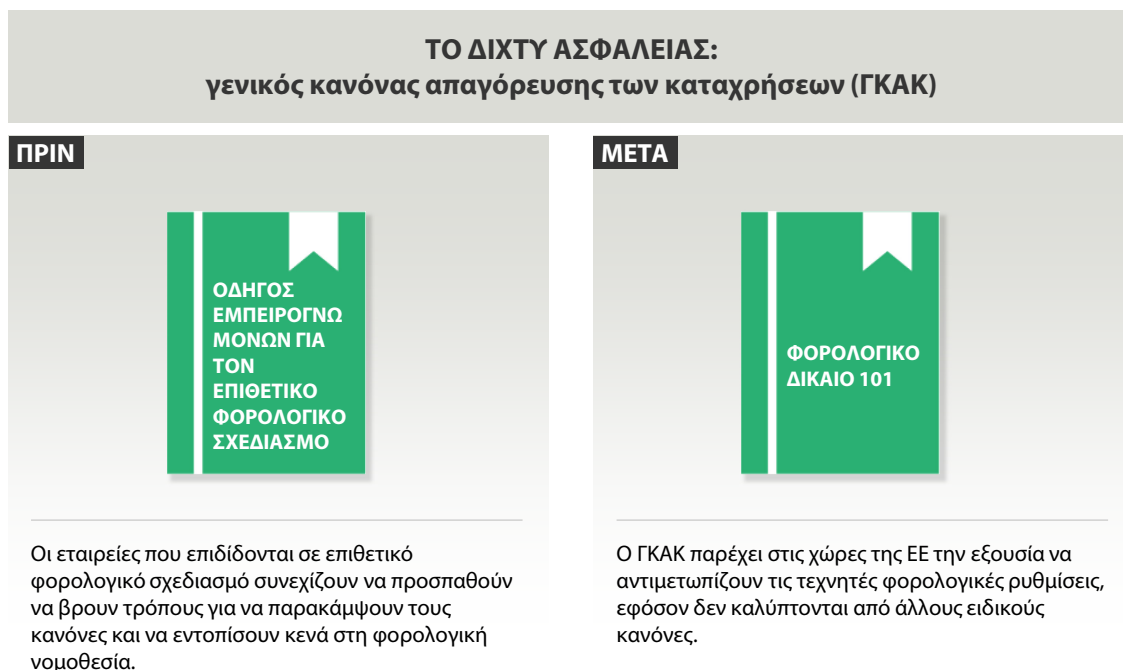 ΤΟ ΔΙΧΤΥ ΑΣΦΑΛΕΙΑΣ:
γενικός κανόνας απαγόρευσης των καταχρήσεων (ΓΚΑΚ)
ΠΡΙΝ
ΟΔΗΓΟΣ
ΕΜΠΕΙΡΟΓΝΩ
ΜΟΝΩΝ ΓΙΑ
ΤΟΝ
ΕΠΙΘΕΤΙΚΟ
ΦΟΡΟΛΟΓΙΚΟ
ΣΧΕΔΙΑΣΜΟ
Οι εταιρείες που επιδίδονται σε επιθετικό
φορολογικό σχεδιασμό συνεχίζουν να προσπαθούν
να βρουν τρόπους για να παρακάμψουν τους
κανόνες και να εντοπίσουν κενά στη φορολογική
νομοθεσία.
ΜΕΤΑ
ΦΟΡΟΛΟΓΙΚΟ
ΔΙΚΑΙΟ 101
Ο ΓΚΑΚ παρέχει στις χώρες της ΕΕ την εξουσία να
αντιμετωπίζουν τις τεχνητές φορολογικές ρυθμίσεις,
εφόσον δεν καλύπτονται από άλλους ειδικούς
κανόνες.